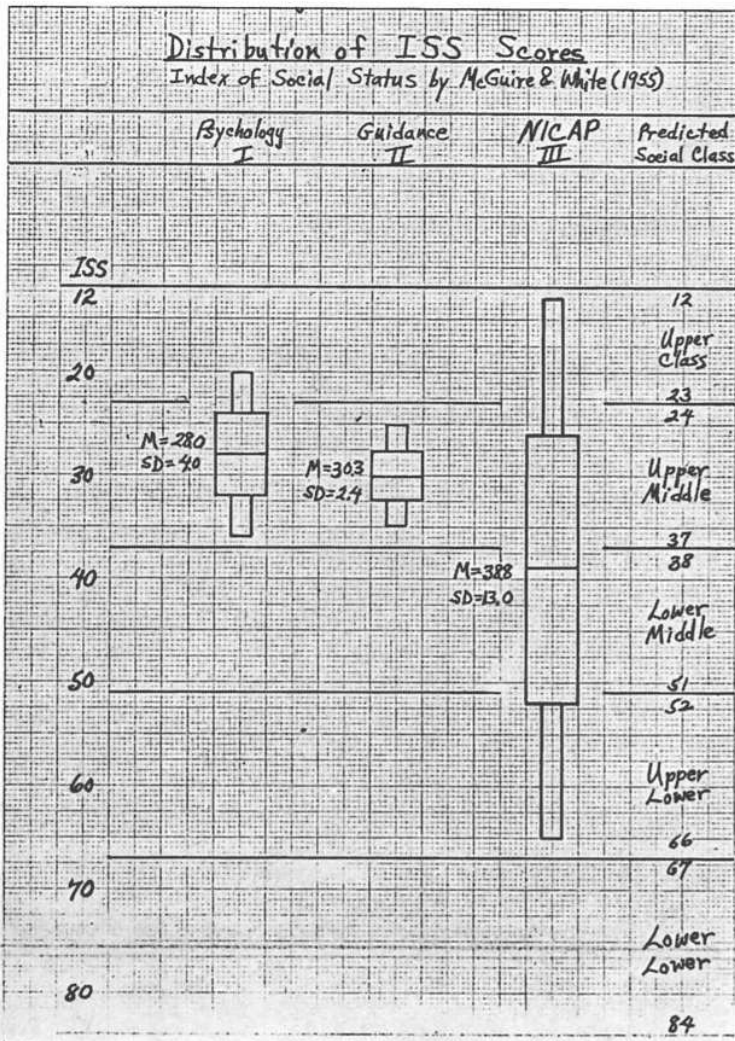 Distribution of ISS Scores
Index of Social Status by McGuire & White (1955)
Psychology I
Guidance II
NICAP III
Predicted Social Class
ISS
12
12
Upper
Class
20
23
24
M=28.0
SD=4.0
30
M=30.3
SD=2.4
Upper
Middle
37
38
40
M=38.8
SD=13.0
Lower
Middle
50
51
52
60
Upper
Lower
66
67
70
Lower
Lower
80
84